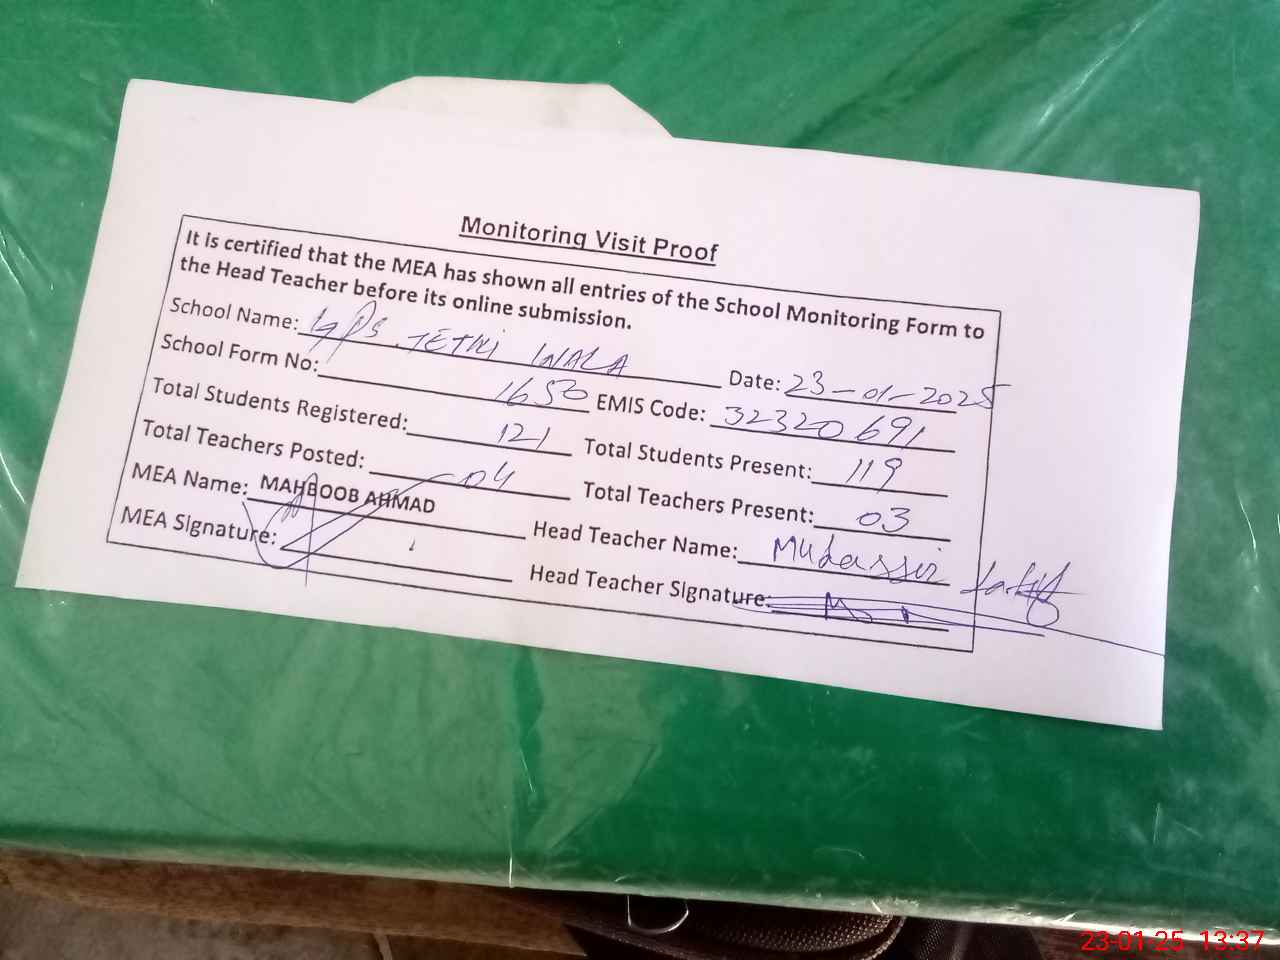 Monitoring Visit Proof
It is certified that the MEA has shown all entries of the School Monitoring Form to
the Head Teacher before its online submission.
School Name: GPS JETHI WALA Date: 23-01-2025
School Form No: 1650 EMIS Code: 32320691
Total Students Registered: 121 Total Students Present: 119
Total Teachers Posted: 04 Total Teachers Present: 03
MEA Name: MAHBOOB AHMAD Head Teacher Name: Mudassir Latif
MEA Signature: Head Teacher Signature:
23-01-25 13:37